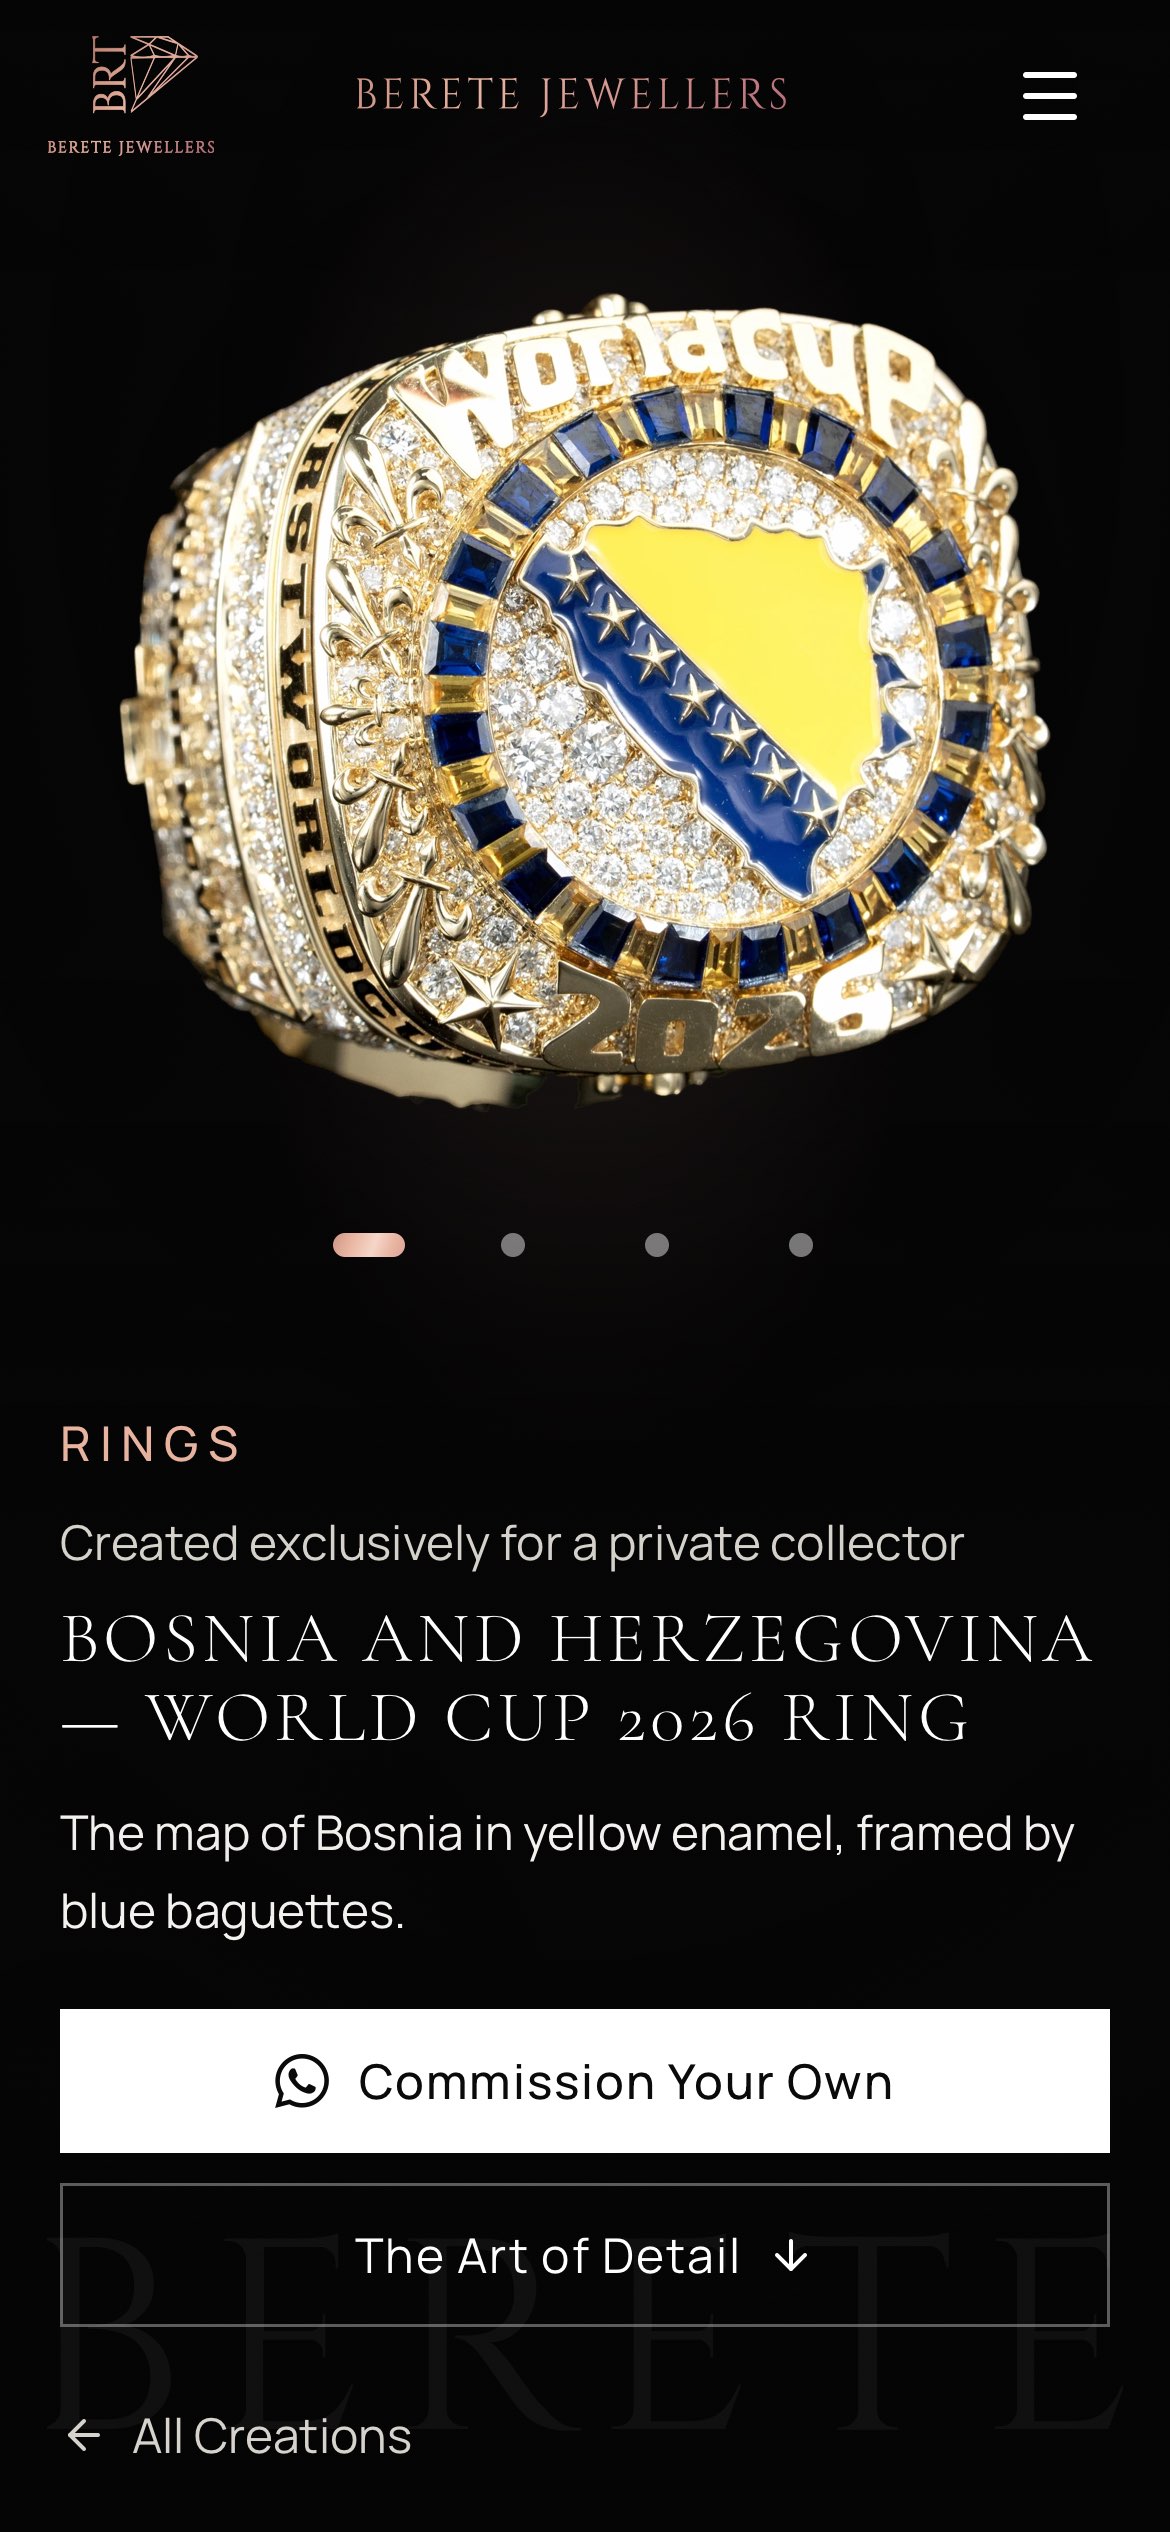 BRT
BERETE JEWELLERS
BERETE JEWELLERS
Worldcup
FIRST WORLD CU
2026
RINGS
Created exclusively for a private collector
BOSNIA AND HERZEGOVINA
— WORLD CUP 2026 RING
The map of Bosnia in yellow enamel, framed by
blue baguettes.
Commission Your Own
The Art of Detail ↓
BERETE
← All Creations